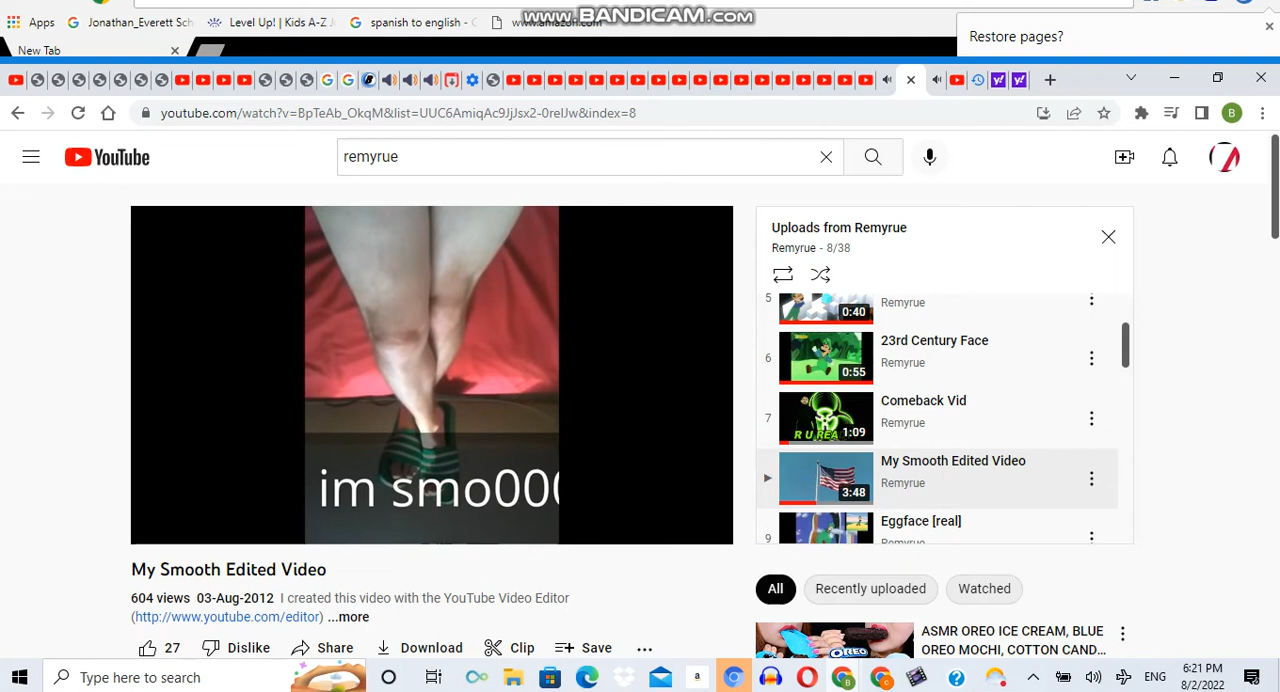 www.BANDICAM.com
Apps
Jonathan_Everett Sch
Level Up! | Kids A-Z
spanish to english -
Restore pages?
New Tab
youtube.com/watch?v=BpTeAb_OkqM&list=UUC6AmiqAc9JjJsx2-0reIJw&index=8
B
YouTube
remyrue
im smo00
Uploads from Remyrue
Remyrue - 8/38
5
0:40
Remyrue
6
0:55
23rd Century Face
Remyrue
7
R U REA
1:09
Comeback Vid
Remyrue
3:48
My Smooth Edited Video
Remyrue
9
Eggface [real]
Remyrue
My Smooth Edited Video
604 views 03-Aug-2012 I created this video with the YouTube Video Editor
(http://www.youtube.com/editor) ...more
27
Dislike
Share
Download
Clip
Save
All
Recently uploaded
Watched
OREO
ASMR OREO ICE CREAM, BLUE
OREO MOCHI, COTTON CAND...
Type here to search
ENG
6:21 PM
8/2/2022